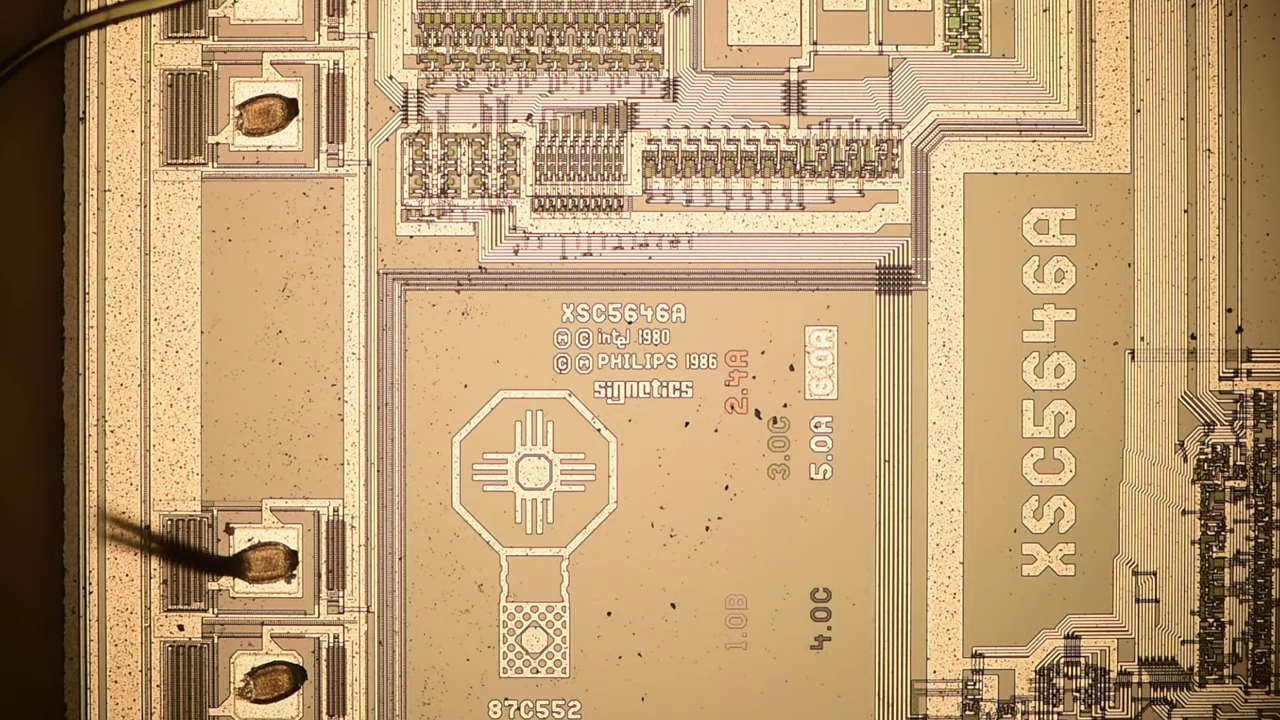 XSC5646A
Ⓜ © intel 1980
© Ⓜ PHILIPS 1986
signetics
2.4A
6.0A
3.0C
5.0A
1.0B
4.0C
87C552
XSC5646A